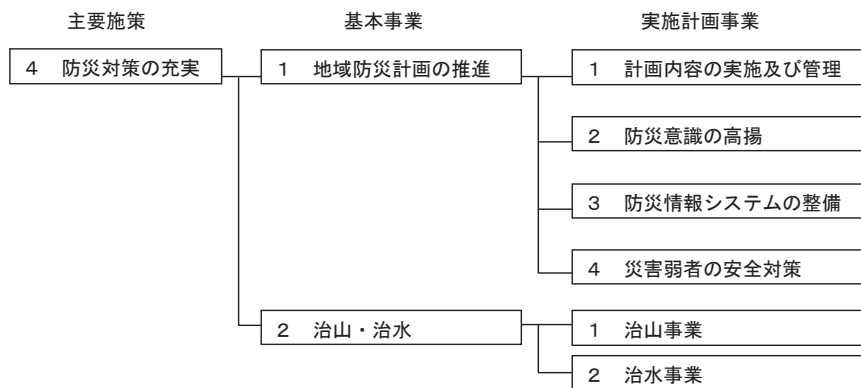 主要施策　基本事業　実施計画事業
４　防災対策の充実　１　地域防災計画の推進　１　計画内容の実施及び管理
２　防災意識の高揚
３　防災情報システムの整備
４　災害弱者の安全対策
２　治山・治水　１　治山事業
２　治水事業